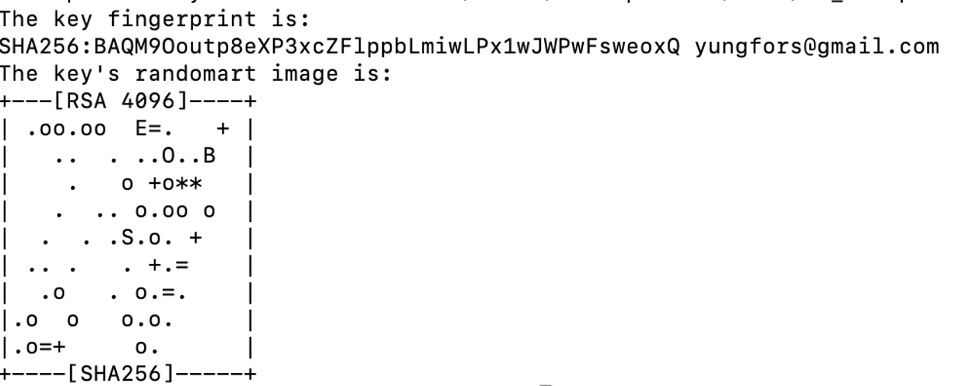 The key fingerprint is:
SHA256:BAQM9Ooutp8eXP3xcZFlppbLmiwLPx1wJWPwFsweoxQ yungfors@gmail.com
The key's randomart image is:
+---[RSA 4096]----+
| .oo.oo  E=.   + |
|   ..  . ..O..B  |
|    .   o +o**   |
|   .  .. o.oo o  |
|  .  . .S.o. +   |
| .. .   . +.=    |
|  .o   . o.=.    |
|.o  o   o.o.     |
|.o=+     o.      |
+----[SHA256]-----+